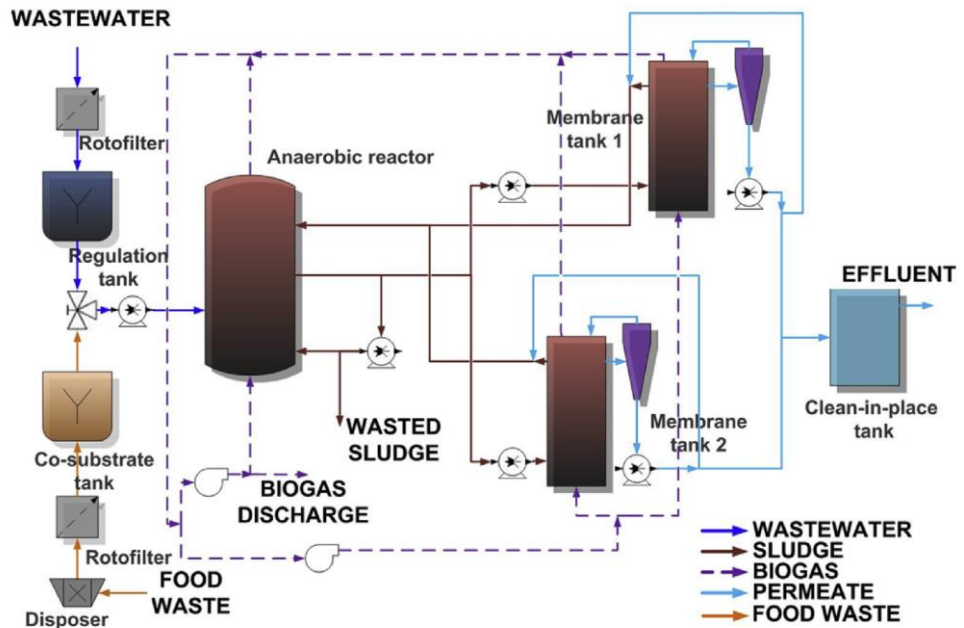 WASTEWATER
Rotofilter
Regulation
tank
Anaerobic reactor
Membrane
tank 1
EFFLUENT
Clean-in-place
tank
Membrane
tank 2
WASTED
SLUDGE
Co-substrate
tank
BIOGAS
DISCHARGE
Rotofilter
FOOD
WASTE
Disposer
WASTEWATER
SLUDGE
BIOGAS
PERMEATE
FOOD WASTE